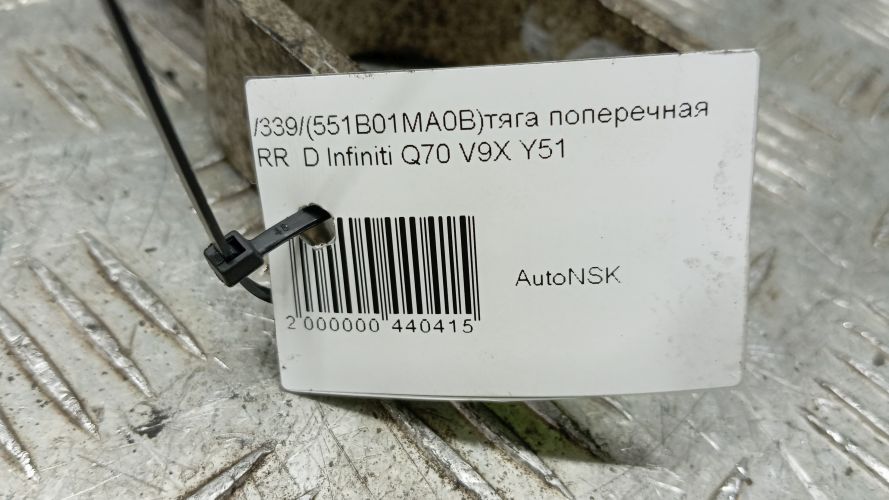 /339/(551B01MA0B)тяга поперечная
RR D Infiniti Q70 V9X Y51
AutoNSK
2 000000 440415